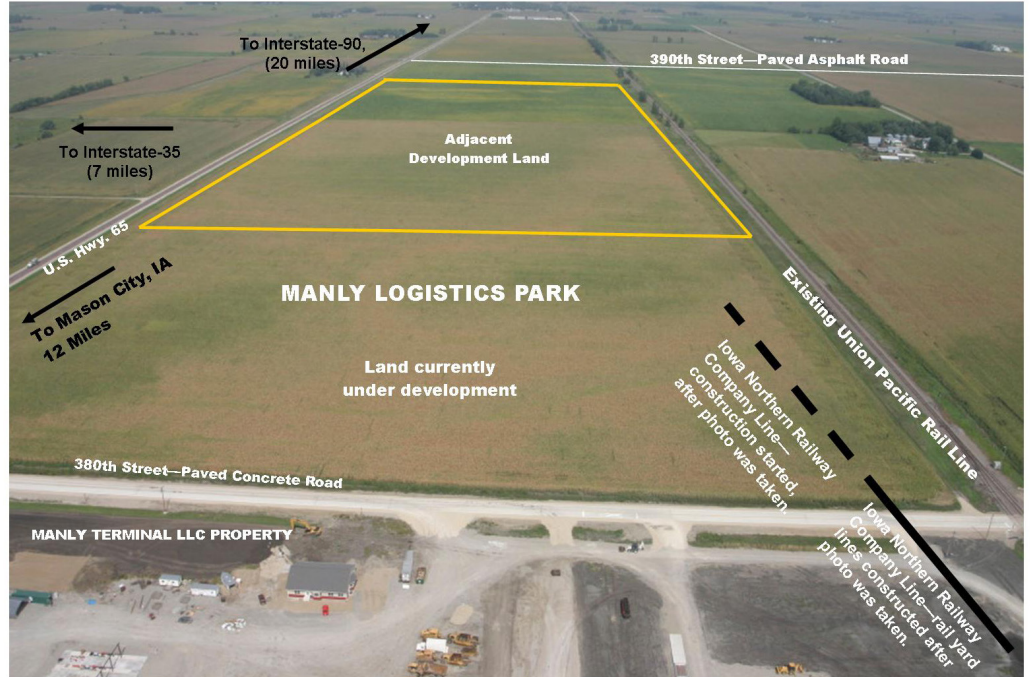 To Interstate-90,
(20 miles)
390th Street—Paved Asphalt Road
To Interstate-35
(7 miles)
Adjacent
Development Land
U.S. Hwy. 65
To Mason City, IA
12 Miles
MANLY LOGISTICS PARK
Existing Union Pacific Rail Line
Land currently
under development
Iowa Northern Railway
Company Line—
construction started,
after photo was taken.
380th Street—Paved Concrete Road
MANLY TERMINAL LLC PROPERTY
Iowa Northern Railway
Company Line—rail yard
lines constructed after
photo was taken.